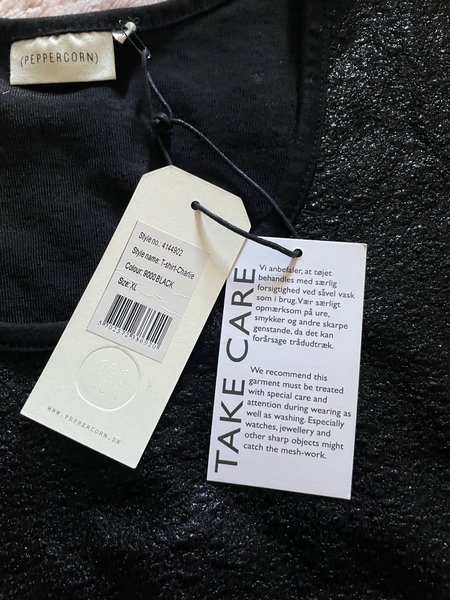 (PEPPERCORN)
Style no.: 4144902
Style name: T-shirt-Charlie
Colour: 9000 BLACK
Size: XL
WWW.PEPPERCORN.DK
TAKE CARE
Vi anbefaler, at tøjet
behandles med særlig
forsigtighed ved såvel vask
som i brug. Vær særligt
opmærksom på ure,
smykker og andre skarpe
genstande, da det kan
forårsage trådudtræk.
We recommend this
garment must be treated
with special care and
attention during wearing as
well as washing. Especially
watches, jewellery and
other sharp objects might
catch the mesh-work.